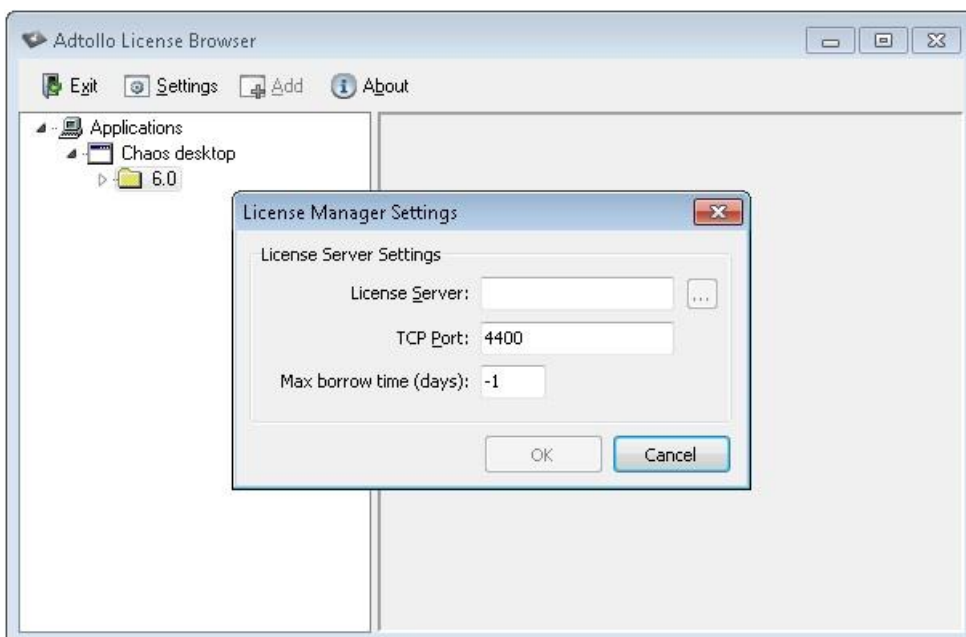 Adtollo License Browser
Exit Settings Add About
Applications
Chaos desktop
6.0
License Manager Settings
License Server Settings
License Server: ...
TCP Port: 4400
Max borrow time (days): -1
OK Cancel